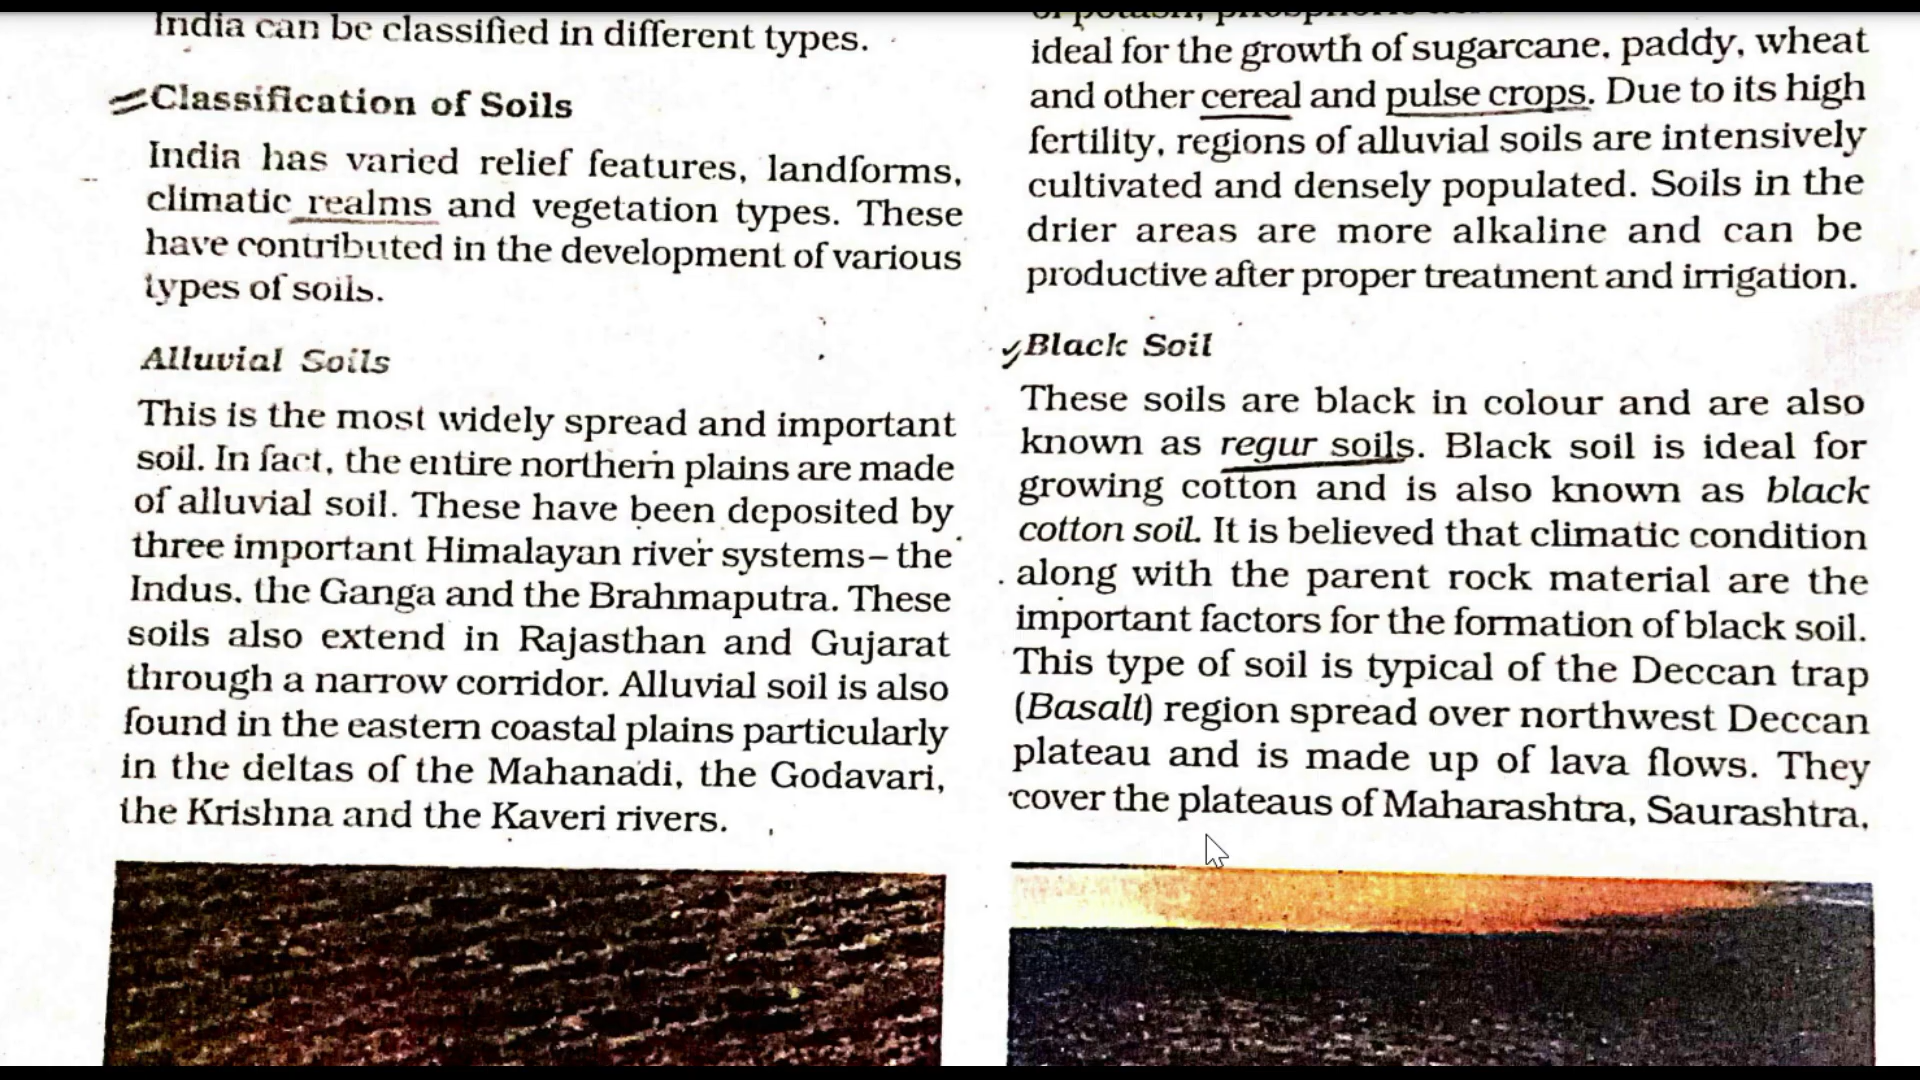 India can be classified in different types.
Classification of Soils
India has varied relief features, landforms,
climatic realms and vegetation types. These
have contributed in the development of various
types of soils.
Alluvial Soils
This is the most widely spread and important
soil. In fact, the entire northern plains are made
of alluvial soil. These have been deposited by
three important Himalayan river systems – the
Indus, the Ganga and the Brahmaputra. These
soils also extend in Rajasthan and Gujarat
through a narrow corridor. Alluvial soil is also
found in the eastern coastal plains particularly
in the deltas of the Mahanadi, the Godavari,
the Krishna and the Kaveri rivers.
of potash,
ideal for the growth of sugarcane, paddy, wheat
and other cereal and pulse crops. Due to its high
fertility, regions of alluvial soils are intensively
cultivated and densely populated. Soils in the
drier areas are more alkaline and can be
productive after proper treatment and irrigation.
Black Soil
These soils are black in colour and are also
known as regur soils. Black soil is ideal for
growing cotton and is also known as black
cotton soil. It is believed that climatic condition
along with the parent rock material are the
important factors for the formation of black soil.
This type of soil is typical of the Deccan trap
(Basalt) region spread over northwest Deccan
plateau and is made up of lava flows. They
cover the plateaus of Maharashtra, Saurashtra,